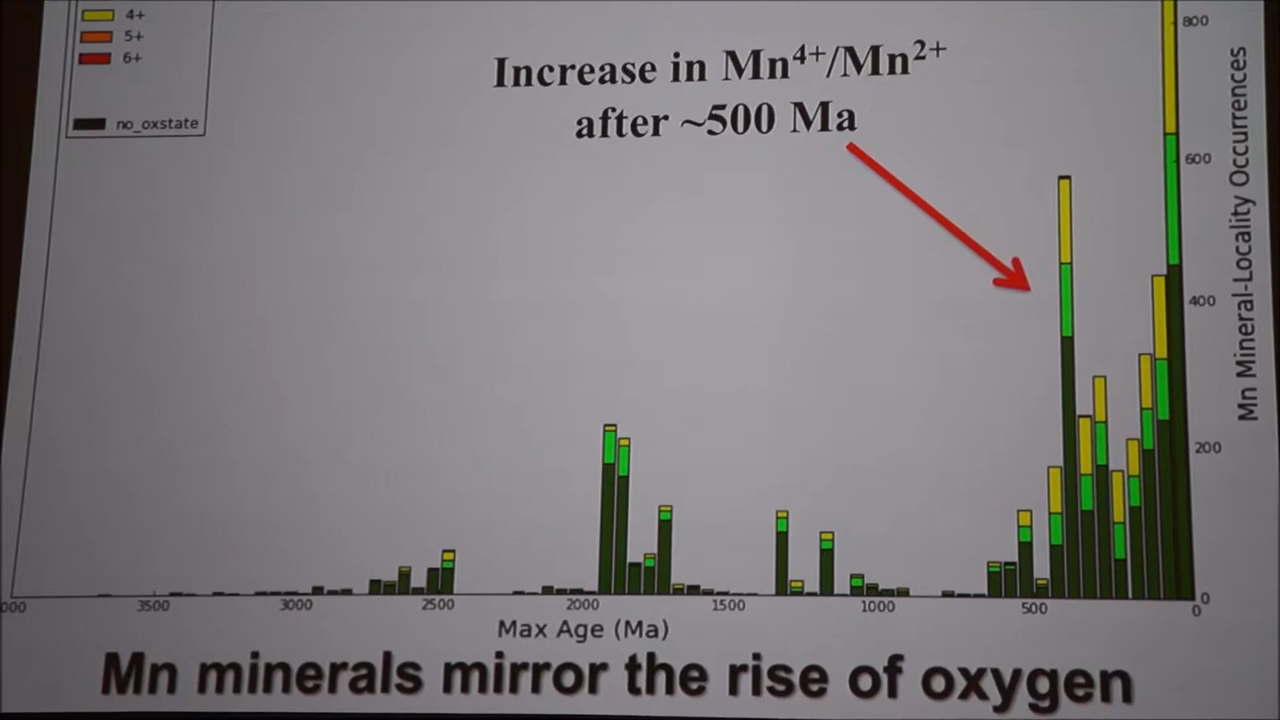 4+
5+
6+
no_oxstate
Increase in Mn⁴⁺/Mn²⁺
after ~500 Ma
800
600
400
200
0
Mn Mineral-Locality Occurrences
000 3500 3000 2500 2000 1500 1000 500 0
Max Age (Ma)
Mn minerals mirror the rise of oxygen